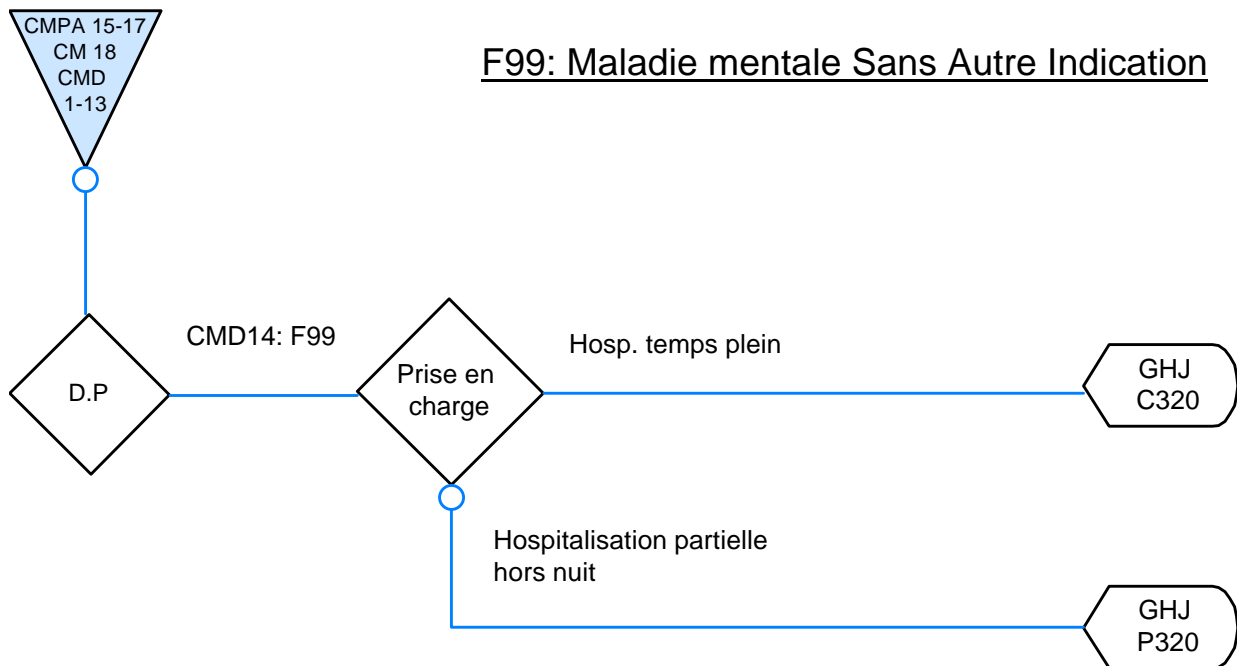 CMPA 15-17
CM 18
CMD
1-13
F99: Maladie mentale Sans Autre Indication
D.P
CMD14: F99
Prise en
charge
Hosp. temps plein
GHJ
C320
Hospitalisation partielle
hors nuit
GHJ
P320